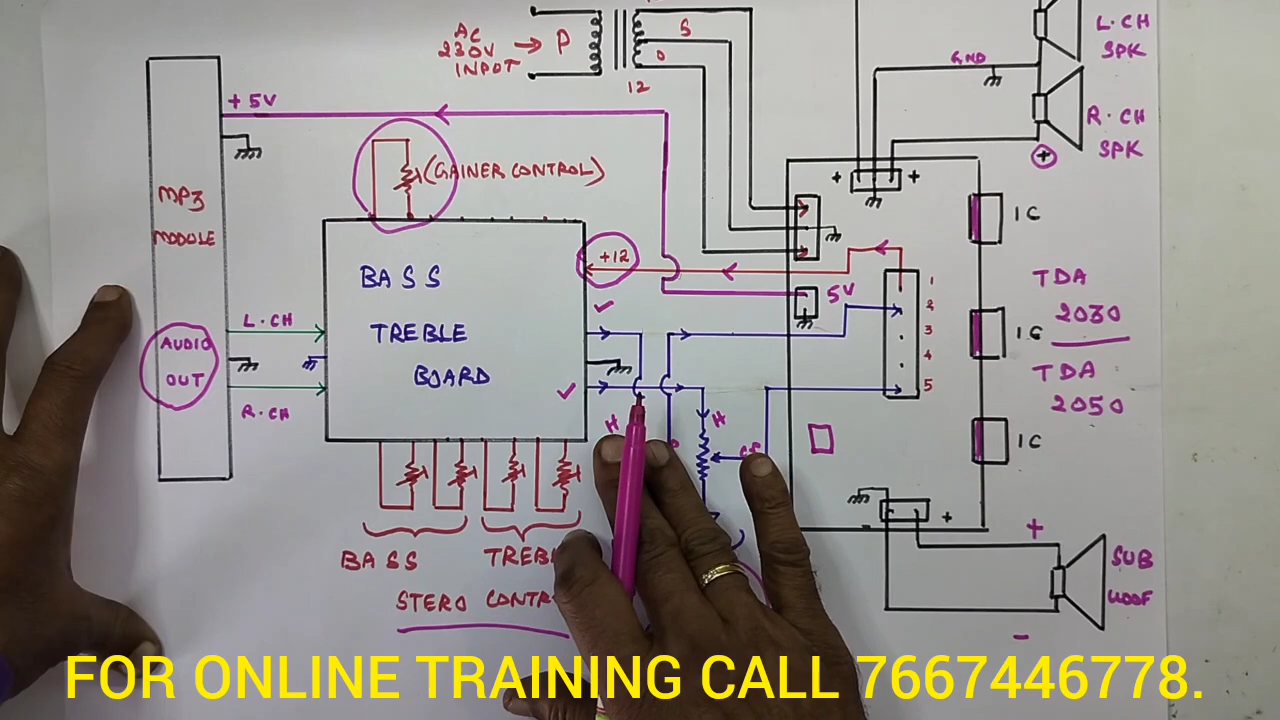 AC
230V
INPUT
P
S
0
12
L.CH
SPK
GND
R.CH
SPK
+
+ 5V
MP3
MODULE
(GAINER CONTROL)
+
+
IC
+12
BASS
TREBLE
BOARD
5V
1
2
3
4
5
TDA
2030
IC
TDA
2050
L.CH
AUDIO
OUT
R.CH
H
H
IC
BASS
TREBL
STERO CONTR
-
+
+
SUB
WOOF
-
FOR ONLINE TRAINING CALL 7667446778.